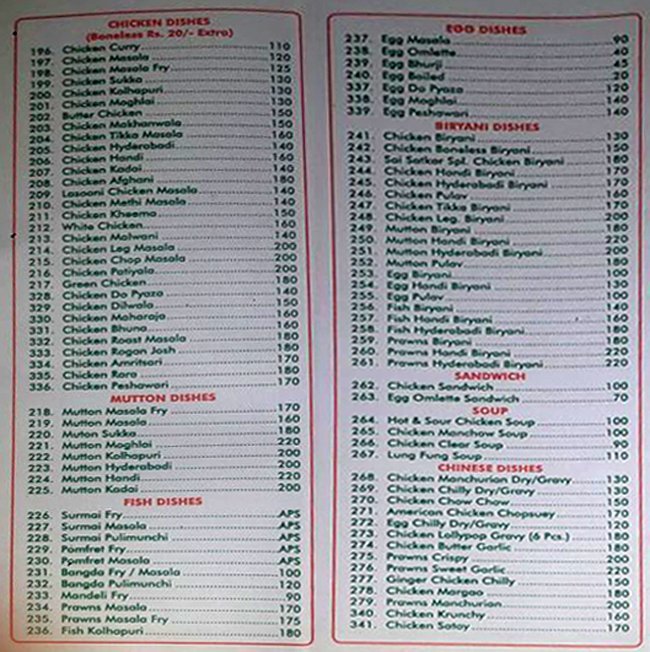 CHICKEN DISHES
(Boneless Rs. 20/- Extra)
196. Chicken Curry 110
197. Chicken Masala 120
198. Chicken Masala Fry 125
199. Chicken Sukka 130
200. Chicken Kolhapuri 130
201. Chicken Moghlai 130
202. Butter Chicken 150
203. Chicken Makhanwala 150
204. Chicken Tikka Masala 160
205. Chicken Hyderabadi 140
206. Chicken Handi 160
207. Chicken Kadai 140
208. Chicken Afghani 180
209. Lasooni Chicken Masala 140
210. Chicken Methi Masala 140
211. Chicken Kheema 150
212. White Chicken 160
213. Chicken Malwani 140
214. Chicken Leg Masala 200
215. Chicken Chop Masala 200
216. Chicken Patiyala 200
217. Green Chicken 180
328. Chicken Do Pyaza 140
329. Chicken Dilwala 150
330. Chicken Maharaja 160
331. Chicken Bhuna 160
332. Chicken Roast Masala 180
333. Chicken Rogan Josh 180
334. Chicken Amritsari 170
335. Chicken Rara 180
336. Chicken Peshawari 170
MUTTON DISHES
218. Mutton Masala Fry 170
219. Mutton Masala 160
220. Muton Sukka 180
221. Mutton Moghlai 220
222. Mutton Kolhapuri 200
223. Mutton Hyderabadi 200
224. Mutton Handi 220
225. Mutton Kadai 200
FISH DISHES
226. Surmai Fry APS
227. Surmai Masala APS
228. Surmai Pulimunchi APS
229. Pomfret Fry APS
230. Pomfret Masala APS
231. Bangda Fry / Masala 100
232. Bangda Pulimunchi 120
233. Mandeli Fry 90
234. Prawns Masala 170
235. Prawns Masala Fry 175
236. Fish Kolhapuri 180
EGG DISHES
237. Egg Masala 90
238. Egg Omlette 40
239. Egg Bhurji 45
240. Egg Boiled 20
337. Egg Do Pyaza 120
338. Egg Moghlai 140
339. Egg Peshawari 140
BIRYANI DISHES
241. Chicken Biryani 130
242. Chicken Boneless Biryani 150
243. Sai Satkar Spl. Chicken Biryani 180
244. Chicken Handi Biryani 170
245. Chicken Hyderabadi Biryani 170
246. Chicken Pulav 160
247. Chicken Tikka Biryani 170
248. Chicken Leg. Biryani 200
249. Mutton Biryani 180
250. Mutton Handi Biryani 220
251. Mutton Hyderabadi Biryani 200
252. Mutton Pulav 180
253. Egg Biryani 100
254. Egg Handi Biryani 130
255. Egg Pulav 100
256. Fish Biryani 140
257. Fish Handi Biryani 160
258. Fish Hyderabadi Biryani 180
259. Prawns Biryani 180
260. Prawns Handi Biryani 220
261. Prawns Hyderabadi Biryani 220
SANDWICH
262. Chicken Sandwich 100
263. Egg Omlette Sandwich 70
SOUP
264. Hot & Sour Chicken Soup 100
265. Chicken Manchow Soup 100
266. Chicken Clear Soup 90
267. Lung Fung Soup 110
CHINESE DISHES
268. Chicken Manchurian Dry/Gravy 130
269. Chicken Chilly Dry/Gravy 130
270. Chicken Chow Chow 150
271. American Chicken Chopsuey 170
272. Egg Chilly Dry/Gravy 120
273. Chicken Lollypop Gravy (6 Pcs.) 180
274. Chicken Butter Garlic 180
275. Prawns Crispy 200
276. Prawns Sweet Garlic 220
277. Ginger Chicken Chilly 150
278. Chicken Margao 180
279. Prawns Manchurian 200
340. Chicken Krunchy 160
341. Chicken Satay 170